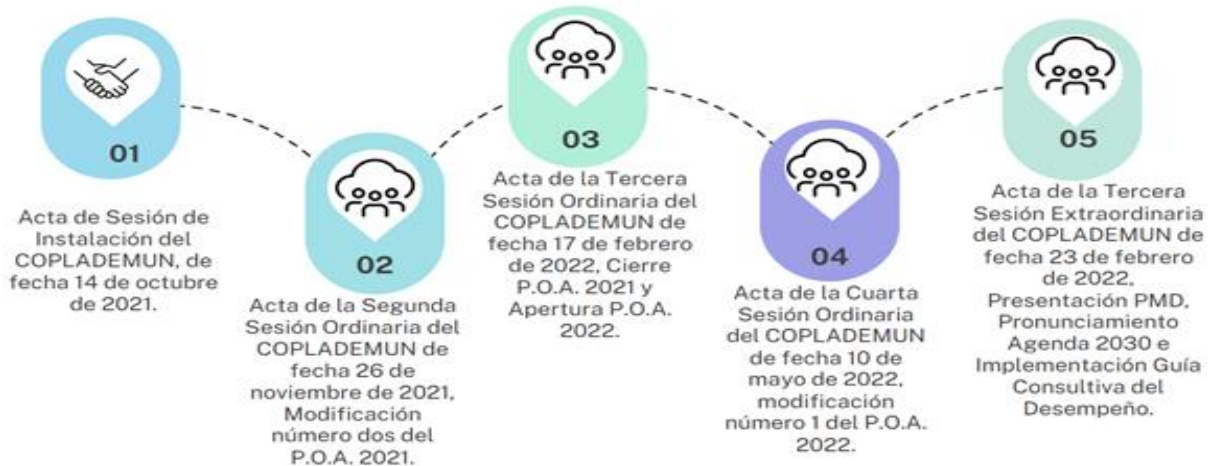 01
Acta de Sesión de
Instalación del
COPLADEMUN, de
fecha 14 de octubre
de 2021.
02
Acta de la Segunda
Sesión Ordinaria del
COPLADEMUN de
fecha 26 de
noviembre de 2021,
Modificación
número dos del
P.O.A. 2021.
03
Acta de la Tercera
Sesión Ordinaria del
COPLADEMUN de
fecha 17 de febrero
de 2022, Cierre
P.O.A. 2021 y
Apertura P.O.A.
2022.
04
Acta de la Cuarta
Sesión Ordinaria
del COPLADEMUN
de fecha 10 de
mayo de 2022,
modificación
número 1 del P.O.A.
2022.
05
Acta de la Tercera
Sesión Extraordinaria
del COPLADEMUN de
fecha 23 de febrero
de 2022,
Presentación PMD,
Pronunciamiento
Agenda 2030 e
Implementación Guía
Consultiva del
Desempeño.